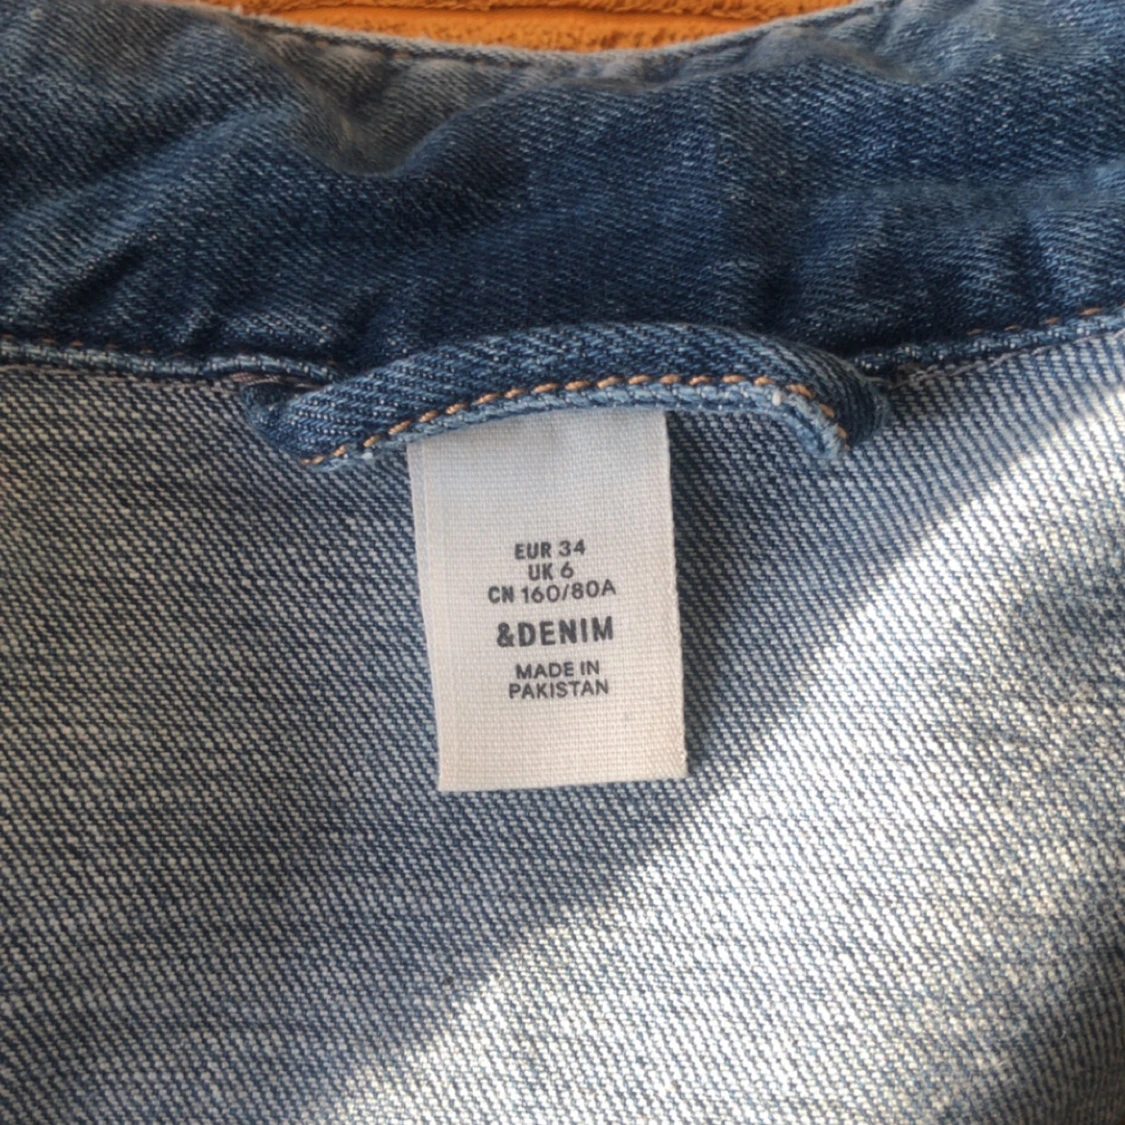 EUR 34
UK 6
CN 160/80A
&DENIM
MADE IN
PAKISTAN